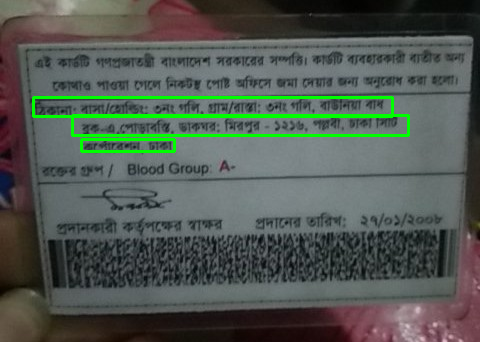 এই কার্ডটি গণপ্রজাতন্ত্রী বাংলাদেশ সরকারের সম্পত্তি। কার্ডটি ব্যবহারকারী ব্যতীত অন্য
কোথাও পাওয়া গেলে নিকটস্থ পোষ্ট অফিসে জমা দেয়ার জন্য অনুরোধ করা হলো।
ঠিকানা: বাসা/হোল্ডিং: ৩নং গলি, গ্রাম/রাস্তা: ৩নং গলি, বাউনিয়া বাধ
ব্লক-এ,পোড়াবস্তি, ডাকঘর: মিরপুর - ১২১৬, পল্লবী, ঢাকা সিটি
কর্পোরেশন, ঢাকা
রক্তের গ্রুপ / Blood Group: A-
প্রদানকারী কর্তৃপক্ষের স্বাক্ষর প্রদানের তারিখ: ২৭/০১/২০০৮